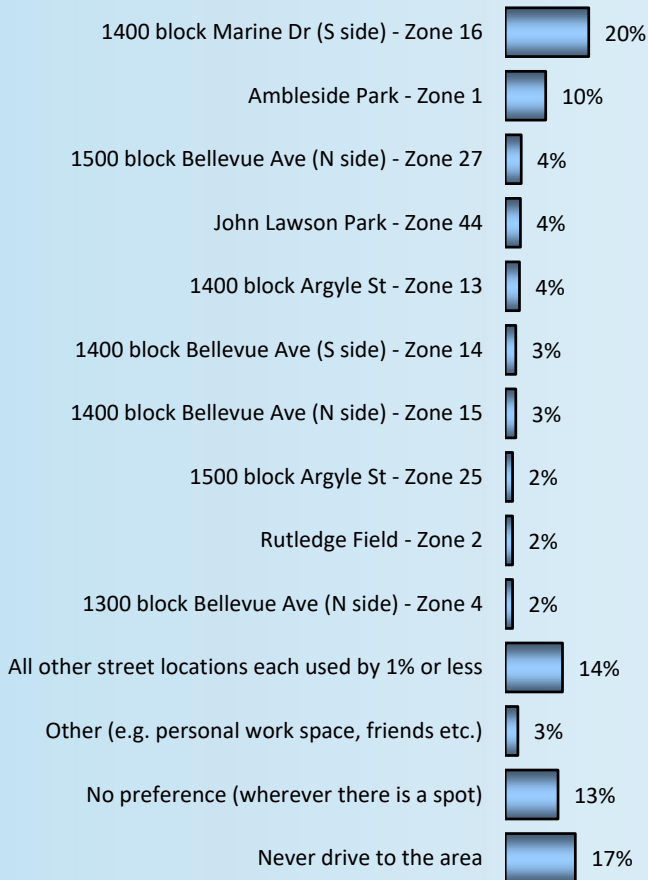 1400 block Marine Dr (S side) - Zone 16 20%
Ambleside Park - Zone 1 10%
1500 block Bellevue Ave (N side) - Zone 27 4%
John Lawson Park - Zone 44 4%
1400 block Argyle St - Zone 13 4%
1400 block Bellevue Ave (S side) - Zone 14 3%
1400 block Bellevue Ave (N side) - Zone 15 3%
1500 block Argyle St - Zone 25 2%
Rutledge Field - Zone 2 2%
1300 block Bellevue Ave (N side) - Zone 4 2%
All other street locations each used by 1% or less 14%
Other (e.g. personal work space, friends etc.) 3%
No preference (wherever there is a spot) 13%
Never drive to the area 17%